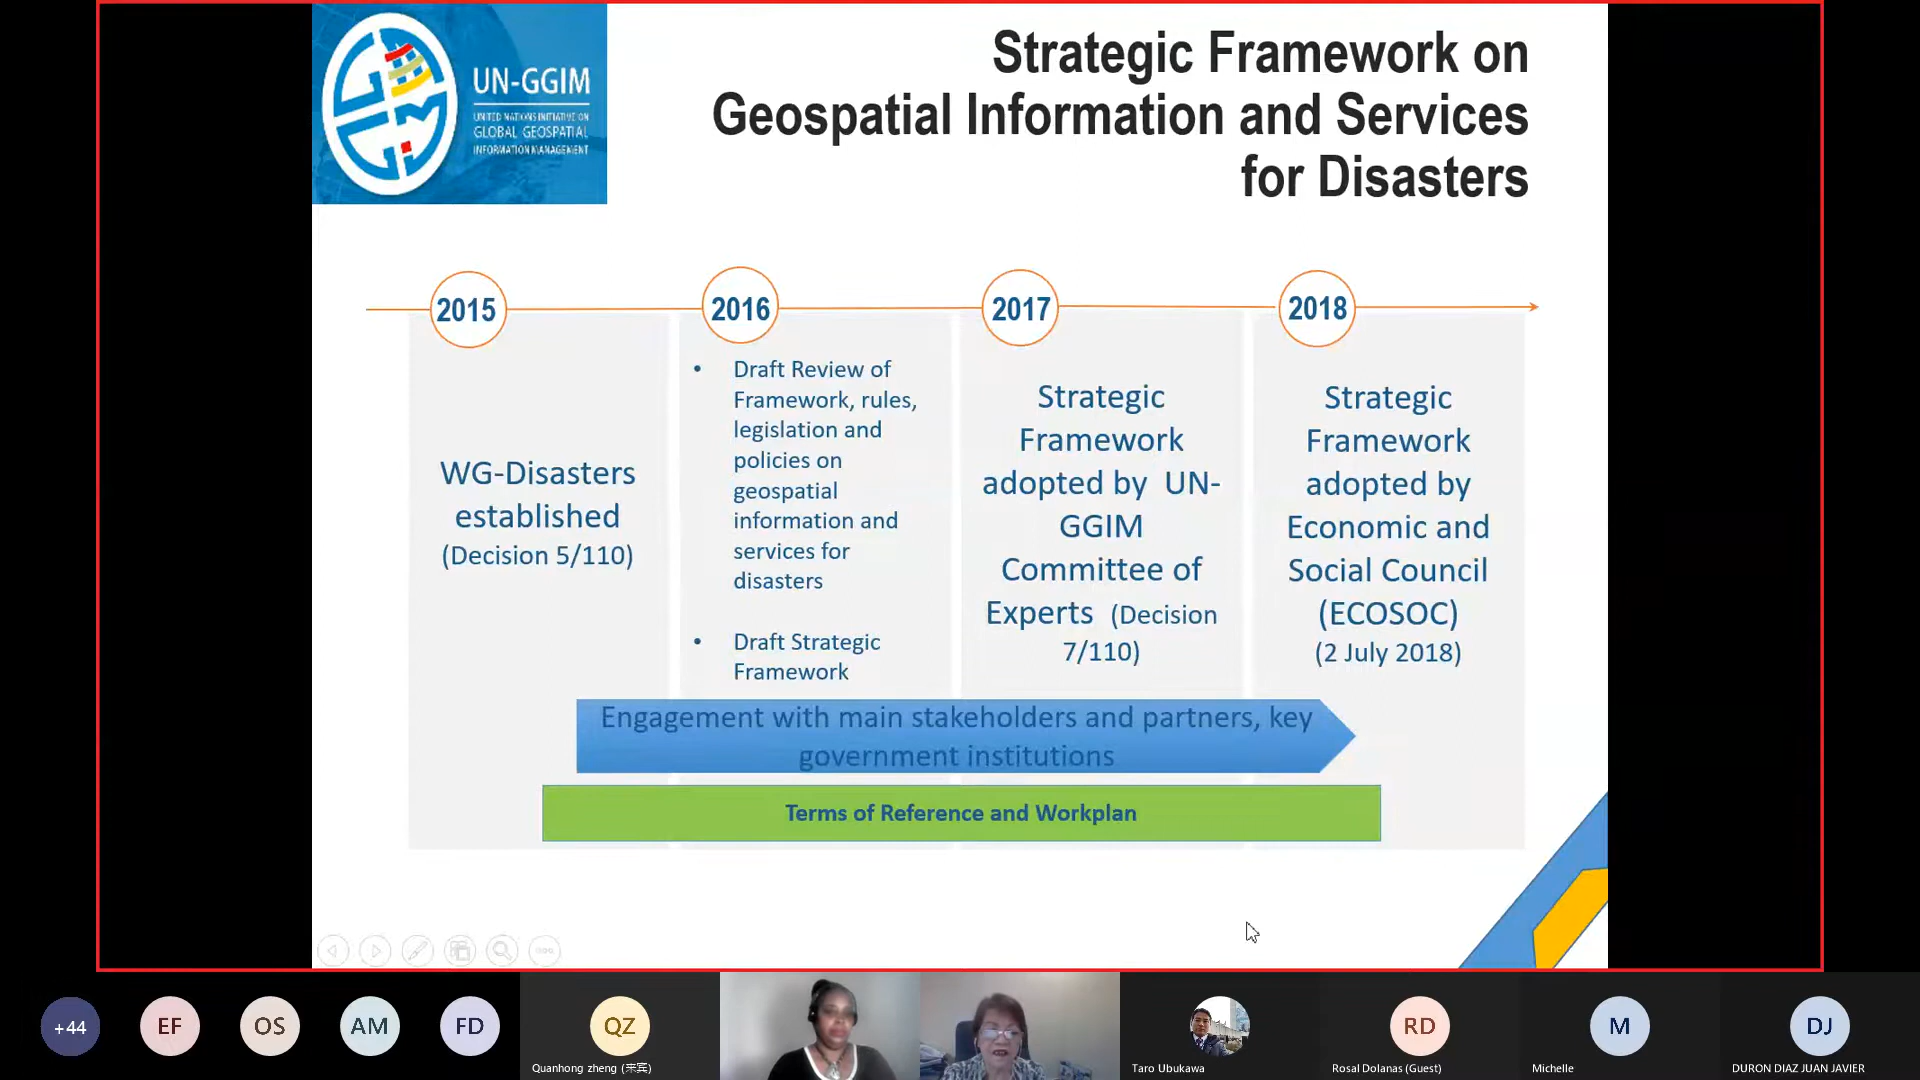 UN-GGIM
UNITED NATIONS INITIATIVE ON
GLOBAL GEOSPATIAL
INFORMATION MANAGEMENT
Strategic Framework on
Geospatial Information and Services
for Disasters
2015
2016
2017
2018
WG-Disasters
established
(Decision 5/110)
• Draft Review of
Framework, rules,
legislation and
policies on
geospatial
information and
services for
disasters
• Draft Strategic
Framework
Strategic
Framework
adopted by UN-
GGIM
Committee of
Experts (Decision
7/110)
Strategic
Framework
adopted by
Economic and
Social Council
(ECOSOC)
(2 July 2018)
Engagement with main stakeholders and partners, key
government institutions
Terms of Reference and Workplan
+44
EF
OS
AM
FD
QZ
Quanhong zheng (来宾)
Taro Ubukawa
RD
Rosal Dolanas (Guest)
M
Michelle
DJ
DURON DIAZ JUAN JAVIER